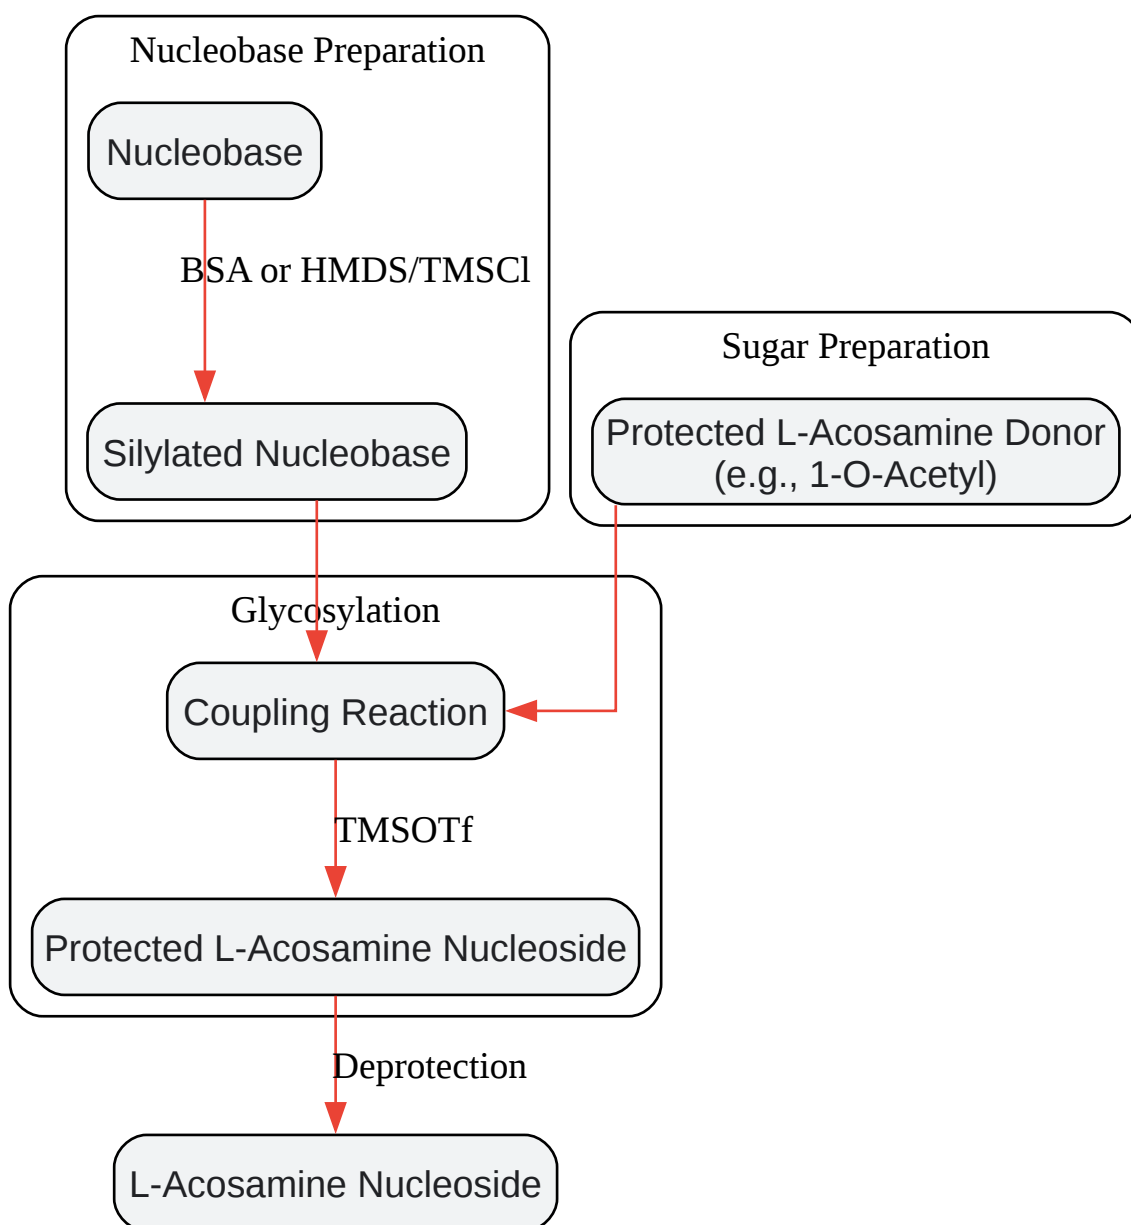 Nucleobase Preparation
Nucleobase
BSA or HMDS/TMSCl
Silylated Nucleobase
Sugar Preparation
Protected L-Acosamine Donor
(e.g., 1-O-Acetyl)
Glycosylation
Coupling Reaction
TMSOTf
Protected L-Acosamine Nucleoside
Deprotection
L-Acosamine Nucleoside